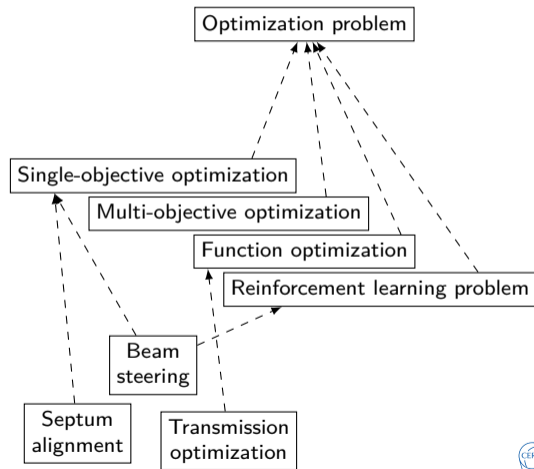 Optimization problem
Single-objective optimization
Multi-objective optimization
Function optimization
Reinforcement learning problem
Beam
steering
Septum
alignment
Transmission
optimization